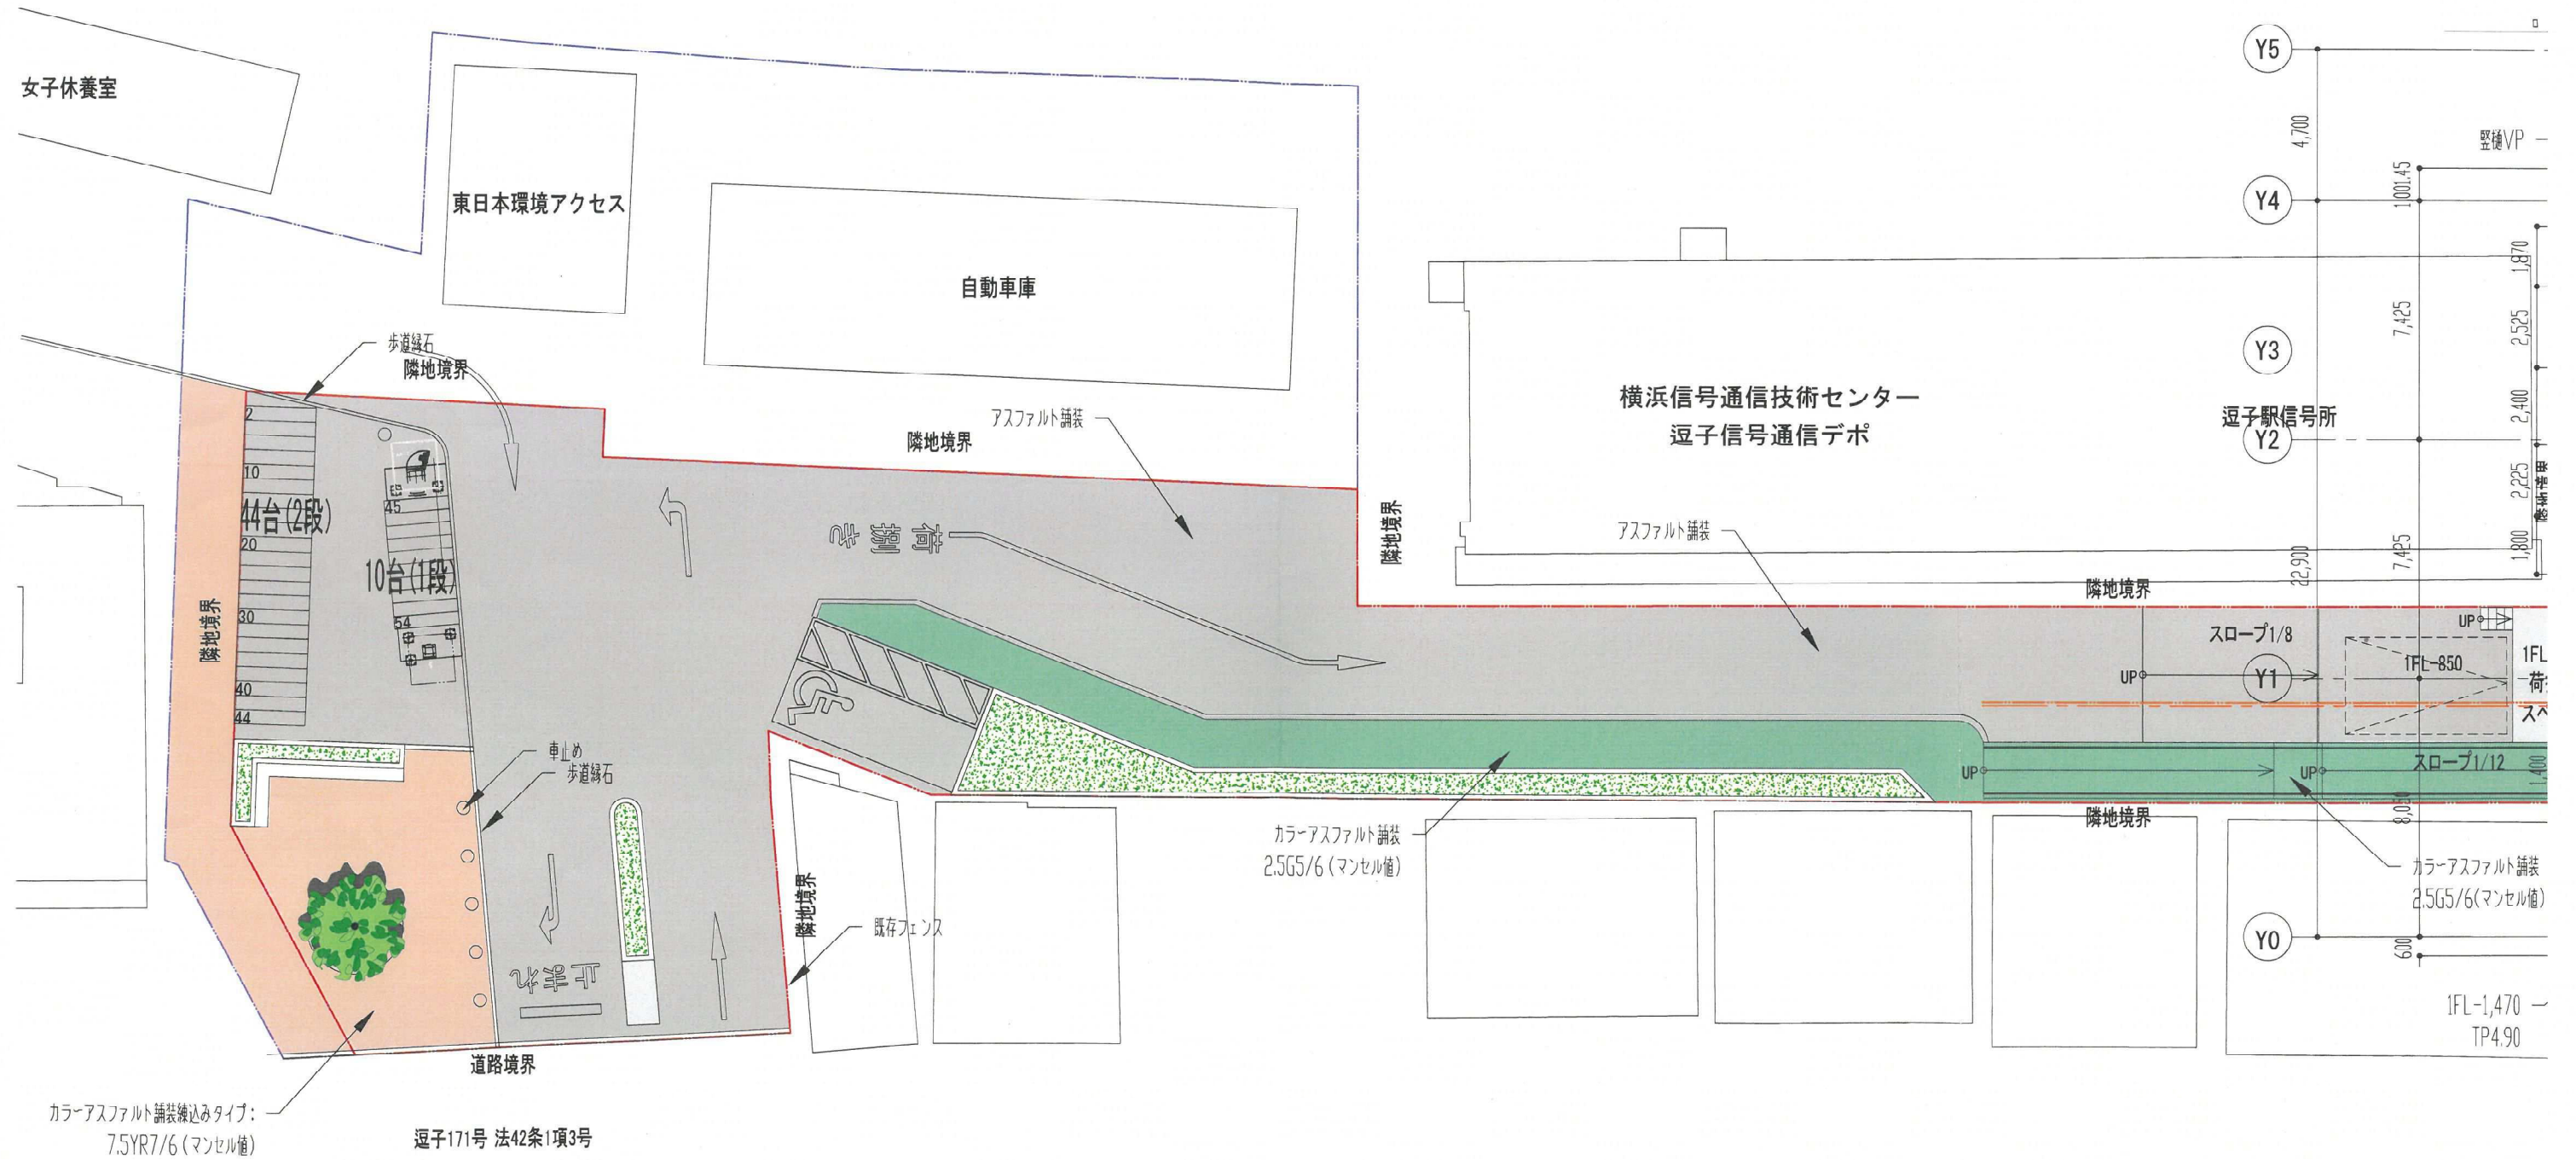 女子休養室
東日本環境アクセス
自動車庫
歩道縁石
隣地境界
アスファルト舗装
隣地境界
隣地境界
横浜信号通信技術センター
逗子信号通信デポ
逗子駅信号所
アスファルト舗装
隣地境界
Y5
Y4
Y3
Y2
Y1
Y0
4,700
1001.45
7,425
7,425
22,900
8,050
600
竪樋VP
1,870
2,525
2,400
2,225
1,800
2
10
44台(2段)
20
30
40
44
45
10台(1段)
54
隣地境界
荷捌き
スロープ1/8
UP
UP
1FL-850
1FL
荷
スペ
UP
UP
スロープ1/12
1,400
車止め
歩道縁石
隣地境界
既存フェンス
止まれ
カラーアスファルト舗装
2.5G5/6(マンセル値)
隣地境界
カラーアスファルト舗装
2.5G5/6(マンセル値)
1FL-1,470
TP4.90
道路境界
カラーアスファルト舗装練込みタイプ:
7.5YR7/6(マンセル値)
逗子171号 法42条1項3号